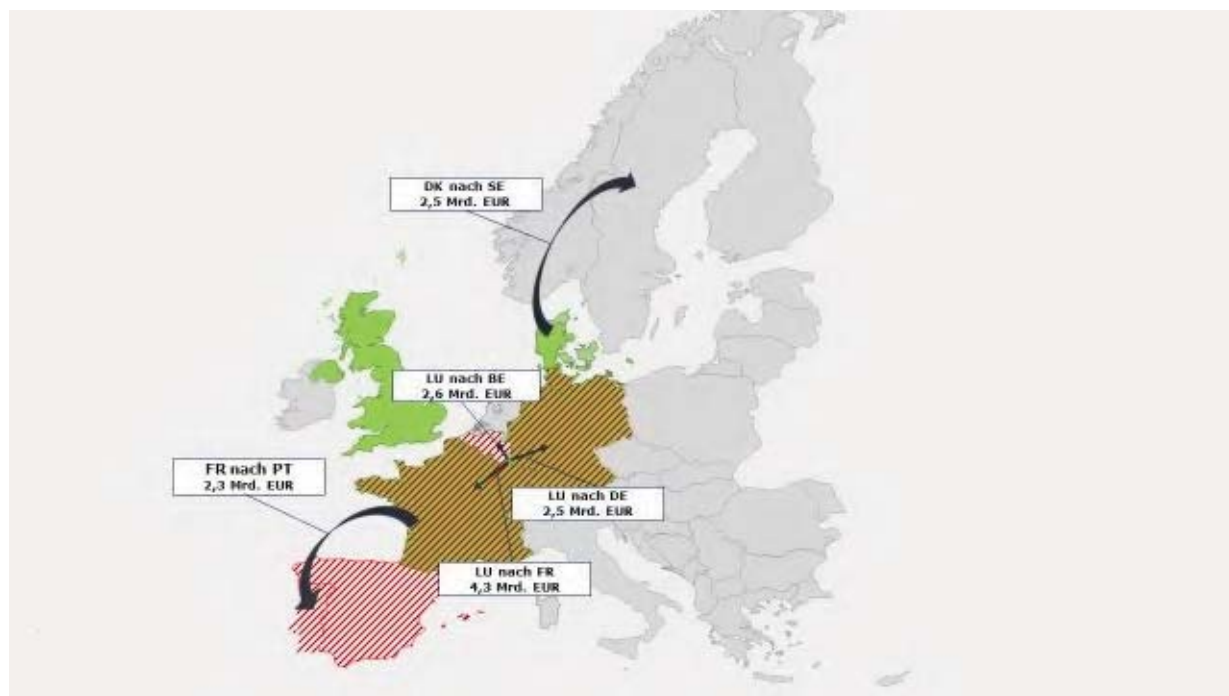 DK nach SE
2,5 Mrd. EUR
LU nach BE
2,6 Mrd. EUR
FR nach PT
2,3 Mrd. EUR
LU nach DE
2,5 Mrd. EUR
LU nach FR
4,3 Mrd. EUR